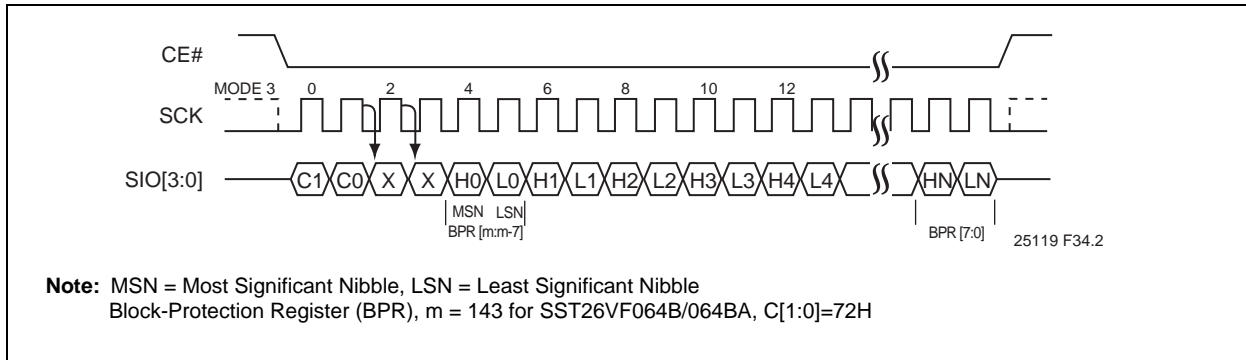 CE#
MODE 3 0 2 4 6 8 10 12
SCK
SIO[3:0] C1 C0 X X H0 L0 H1 L1 H2 L2 H3 L3 H4 L4 HN LN
MSN LSN
BPR [m:m-7]
BPR [7:0]
25119 F34.2
Note: MSN = Most Significant Nibble, LSN = Least Significant Nibble
Block-Protection Register (BPR), m = 143 for SST26VF064B/064BA, C[1:0]=72H